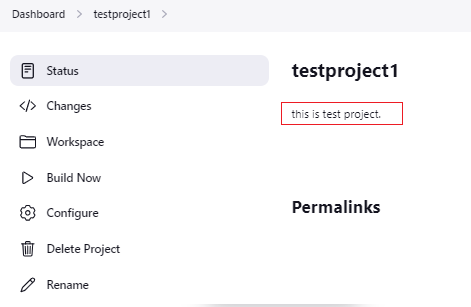 Dashboard > testproject1 >
Status
Changes
Workspace
Build Now
Configure
Delete Project
Rename
testproject1
this is test project.
Permalinks